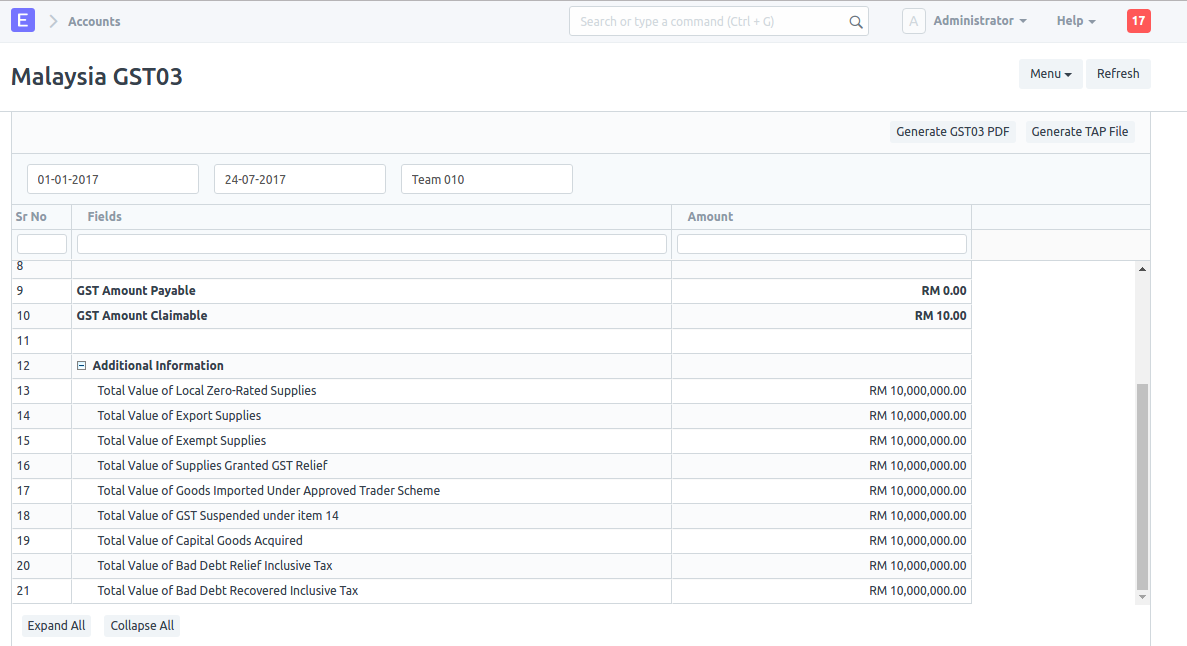 E Accounts Search or type a command (Ctrl + G) A Administrator Help 17
Malaysia GST03 Menu Refresh
Generate GST03 PDF Generate TAP File
01-01-2017 24-07-2017 Team 010
Sr No Fields Amount
8
9 GST Amount Payable RM 0.00
10 GST Amount Claimable RM 10.00
11
12 Additional Information
13 Total Value of Local Zero-Rated Supplies RM 10,000,000.00
14 Total Value of Export Supplies RM 10,000,000.00
15 Total Value of Exempt Supplies RM 10,000,000.00
16 Total Value of Supplies Granted GST Relief RM 10,000,000.00
17 Total Value of Goods Imported Under Approved Trader Scheme RM 10,000,000.00
18 Total Value of GST Suspended under item 14 RM 10,000,000.00
19 Total Value of Capital Goods Acquired RM 10,000,000.00
20 Total Value of Bad Debt Relief Inclusive Tax RM 10,000,000.00
21 Total Value of Bad Debt Recovered Inclusive Tax RM 10,000,000.00
Expand All Collapse All